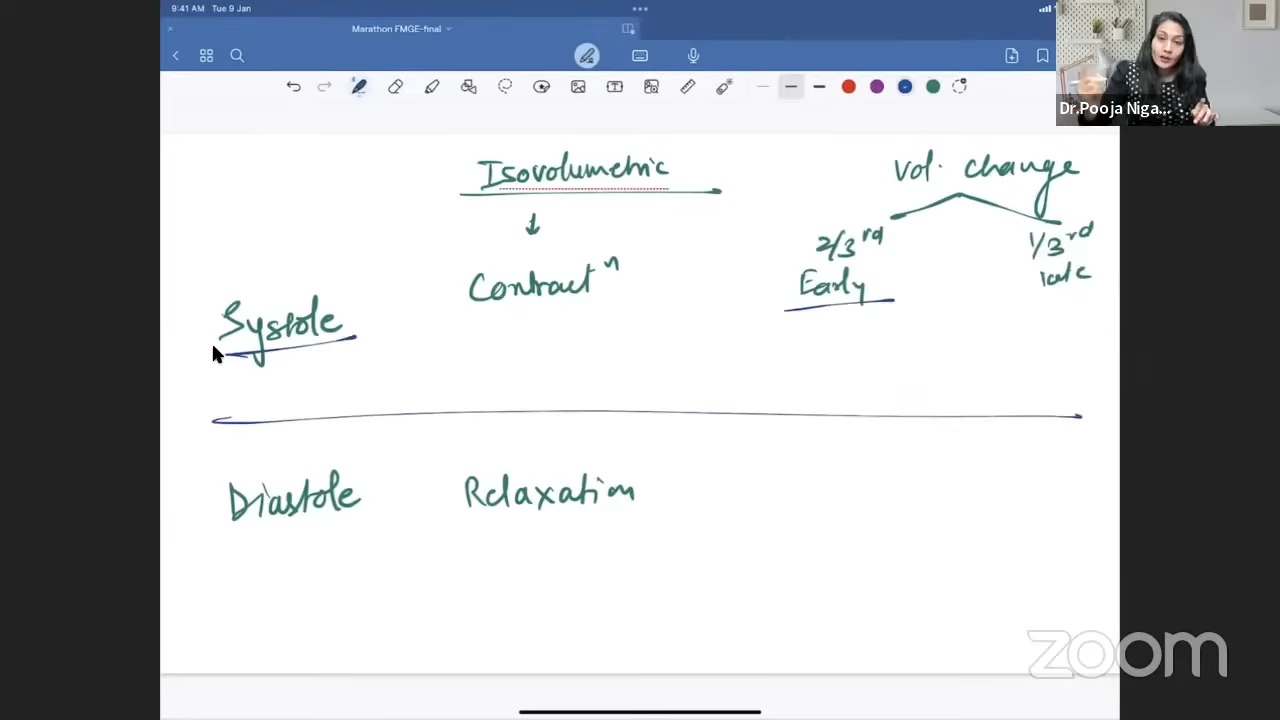 9:41 AM Tue 9 Jan
Marathon FMGE-final
Dr.Pooja Niga...
Isovolumetric
Vol. change
2/3rd
1/3rd
Early
late
Contractn
Systole
Diastole
Relaxation
zoom